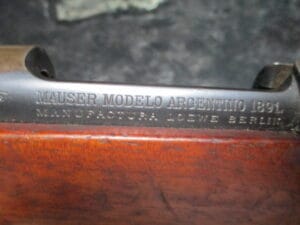 MAUSER MODELO ARGENTINO 1891
MANUFACTURA LOEWE BERLIN